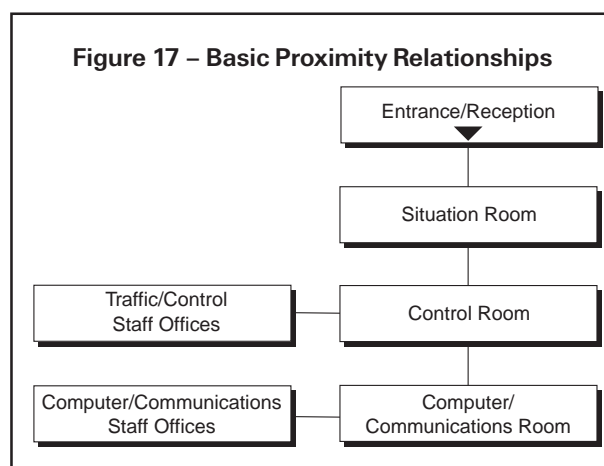 Figure 17 – Basic Proximity Relationships
Entrance/Reception
Situation Room
Traffic/Control
Staff Offices
Control Room
Computer/Communications
Staff Offices
Computer/
Communications Room